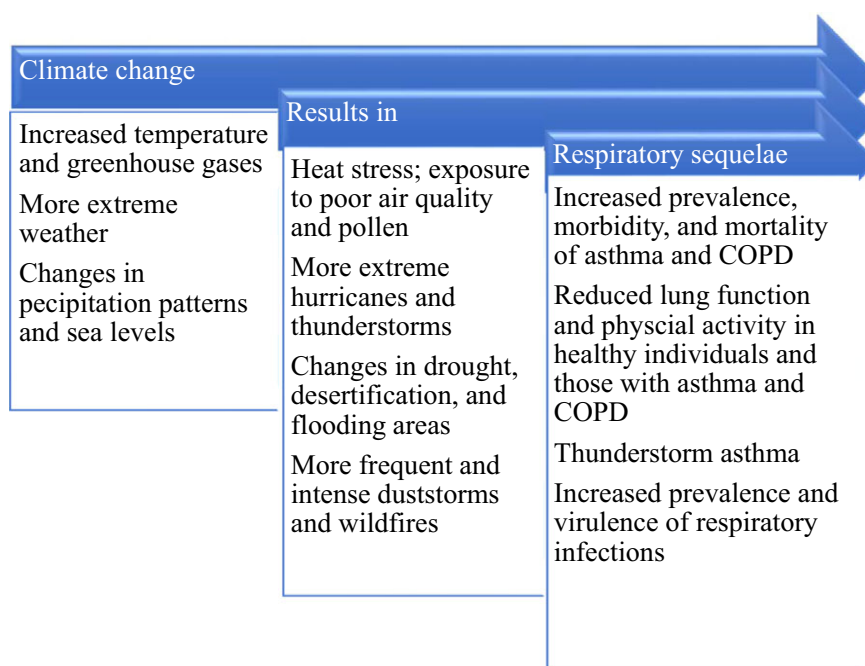 Climate change
Increased temperature
and greenhouse gases
More extreme
weather
Changes in
pecipitation patterns
and sea levels
Results in
Heat stress; exposure
to poor air quality
and pollen
More extreme
hurricanes and
thunderstorms
Changes in drought,
desertification, and
flooding areas
More frequent and
intense duststorms
and wildfires
Respiratory sequelae
Increased prevalence,
morbidity, and mortality
of asthma and COPD
Reduced lung function
and physcial activity in
healthy individuals and
those with asthma and
COPD
Thunderstorm asthma
Increased prevalence and
virulence of respiratory
infections